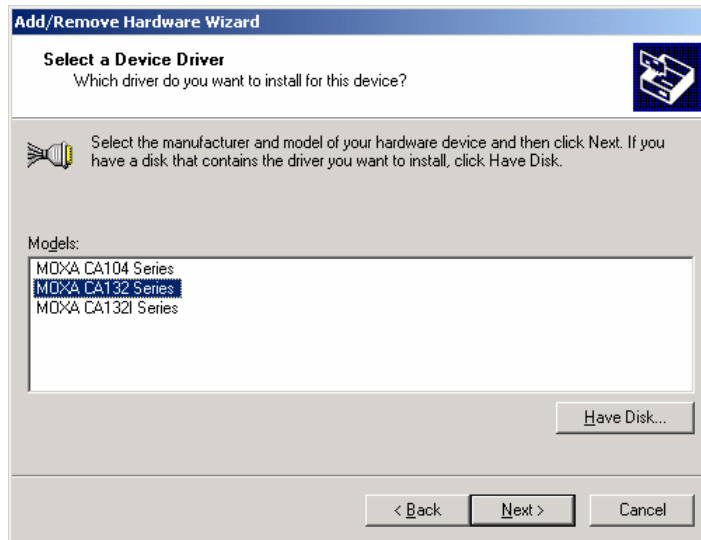 Add/Remove Hardware Wizard
Select a Device Driver
Which driver do you want to install for this device?
Select the manufacturer and model of your hardware device and then click Next. If you
have a disk that contains the driver you want to install, click Have Disk.
Models:
MOXA CA104 Series
MOXA CA132 Series
MOXA CA132I Series
Have Disk...
< Back
Next >
Cancel